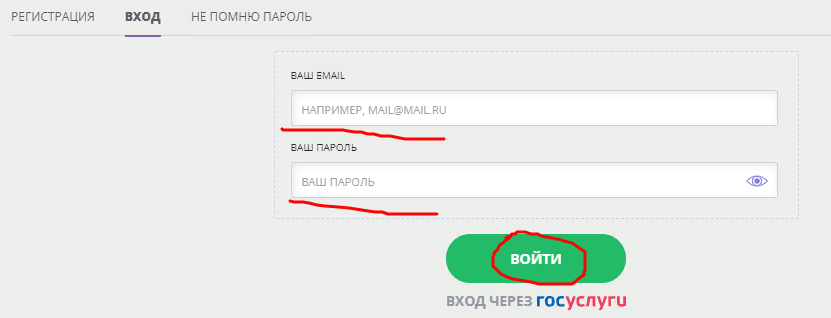 РЕГИСТРАЦИЯ ВХОД НЕ ПОМНЮ ПАРОЛЬ
ВАШ EMAIL
НАПРИМЕР, MAIL@MAIL.RU
ВАШ ПАРОЛЬ
ВАШ ПАРОЛЬ
ВОЙТИ
ВХОД ЧЕРЕЗ госуслуги